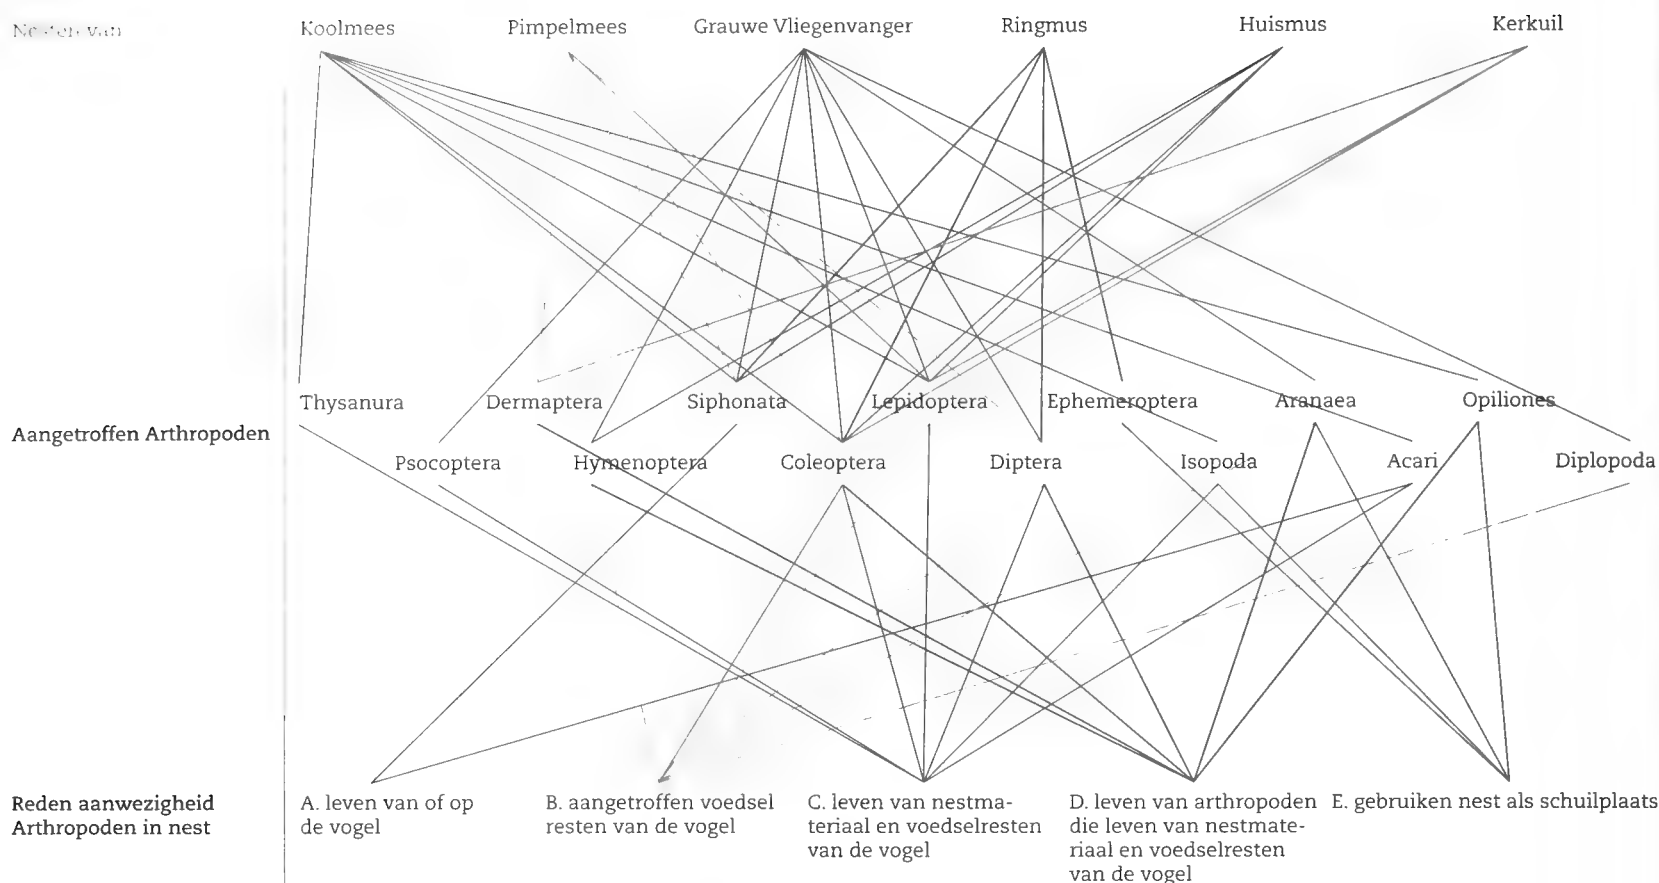 Nesten van
Koolmees Pimpelmees Grauwe Vliegenvanger Ringmus Huismus Kerkuil
Thysanura Dermaptera Siphonata Lepidoptera Ephemeroptera Aranaea Opiliones
Aangetroffen Arthropoden
Psocoptera Hymenoptera Coleoptera Diptera Isopoda Acari Diplopoda
Reden aanwezigheid
Arthropoden in nest
A. leven van of op
de vogel
B. aangetroffen voedsel
resten van de vogel
C. leven van nestma-
teriaal en voedselresten
van de vogel
D. leven van arthropoden
die leven van nestmate-
riaal en voedselresten
van de vogel
E. gebruiken nest als schuilplaats